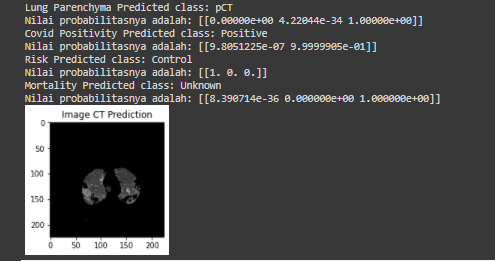 Lung Parenchyma Predicted class: pCT
Nilai probabilitasnya adalah: [[0.00000e+00 4.22044e-34 1.00000e+00]]
Covid Positivity Predicted class: Positive
Nilai probabilitasnya adalah: [[9.8051225e-07 9.9999905e-01]]
Risk Predicted class: Control
Nilai probabilitasnya adalah: [[1. 0. 0.]]
Mortality Predicted class: Unknown
Nilai probabilitasnya adalah: [[8.390714e-36 0.000000e+00 1.000000e+00]]
Image CT Prediction
0
50
100
150
200
0 50 100 150 200